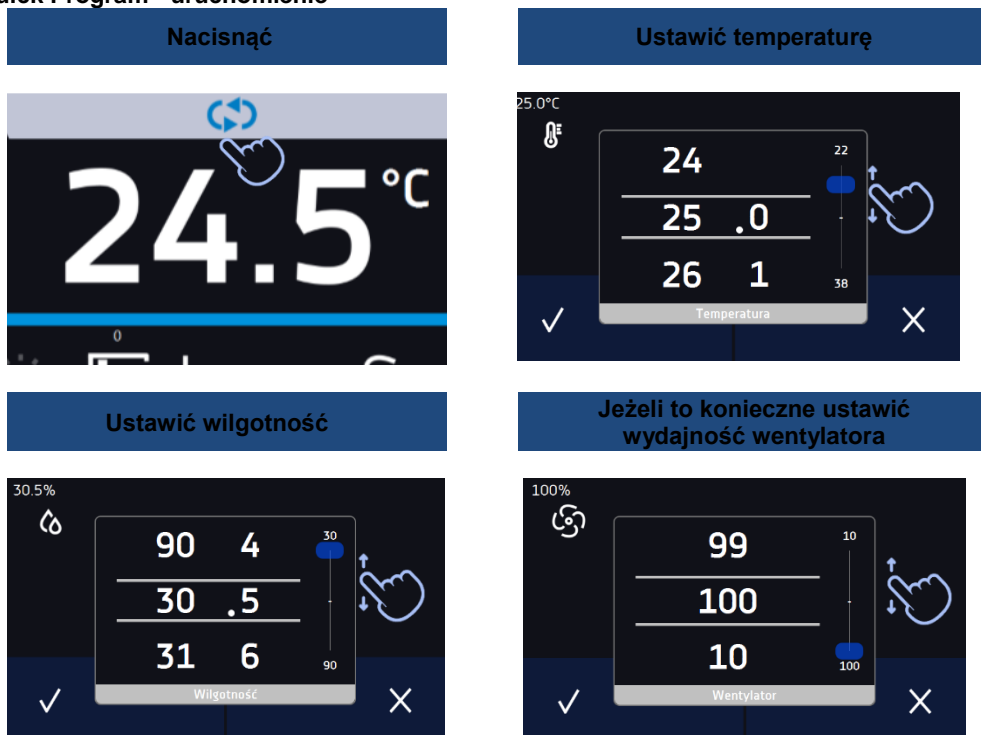 Program - uruchomienie
Nacisnąć
Ustawić temperaturę
24.5°C
0
25.0°C
24
22
25 .0
26 1
38
Temperatura
Ustawić wilgotność
Jeżeli to konieczne ustawić
wydajność wentylatora
30.5%
90 4
30
30 .5
31 6
90
Wilgotność
100%
99
10
100
10
100
Wentylator